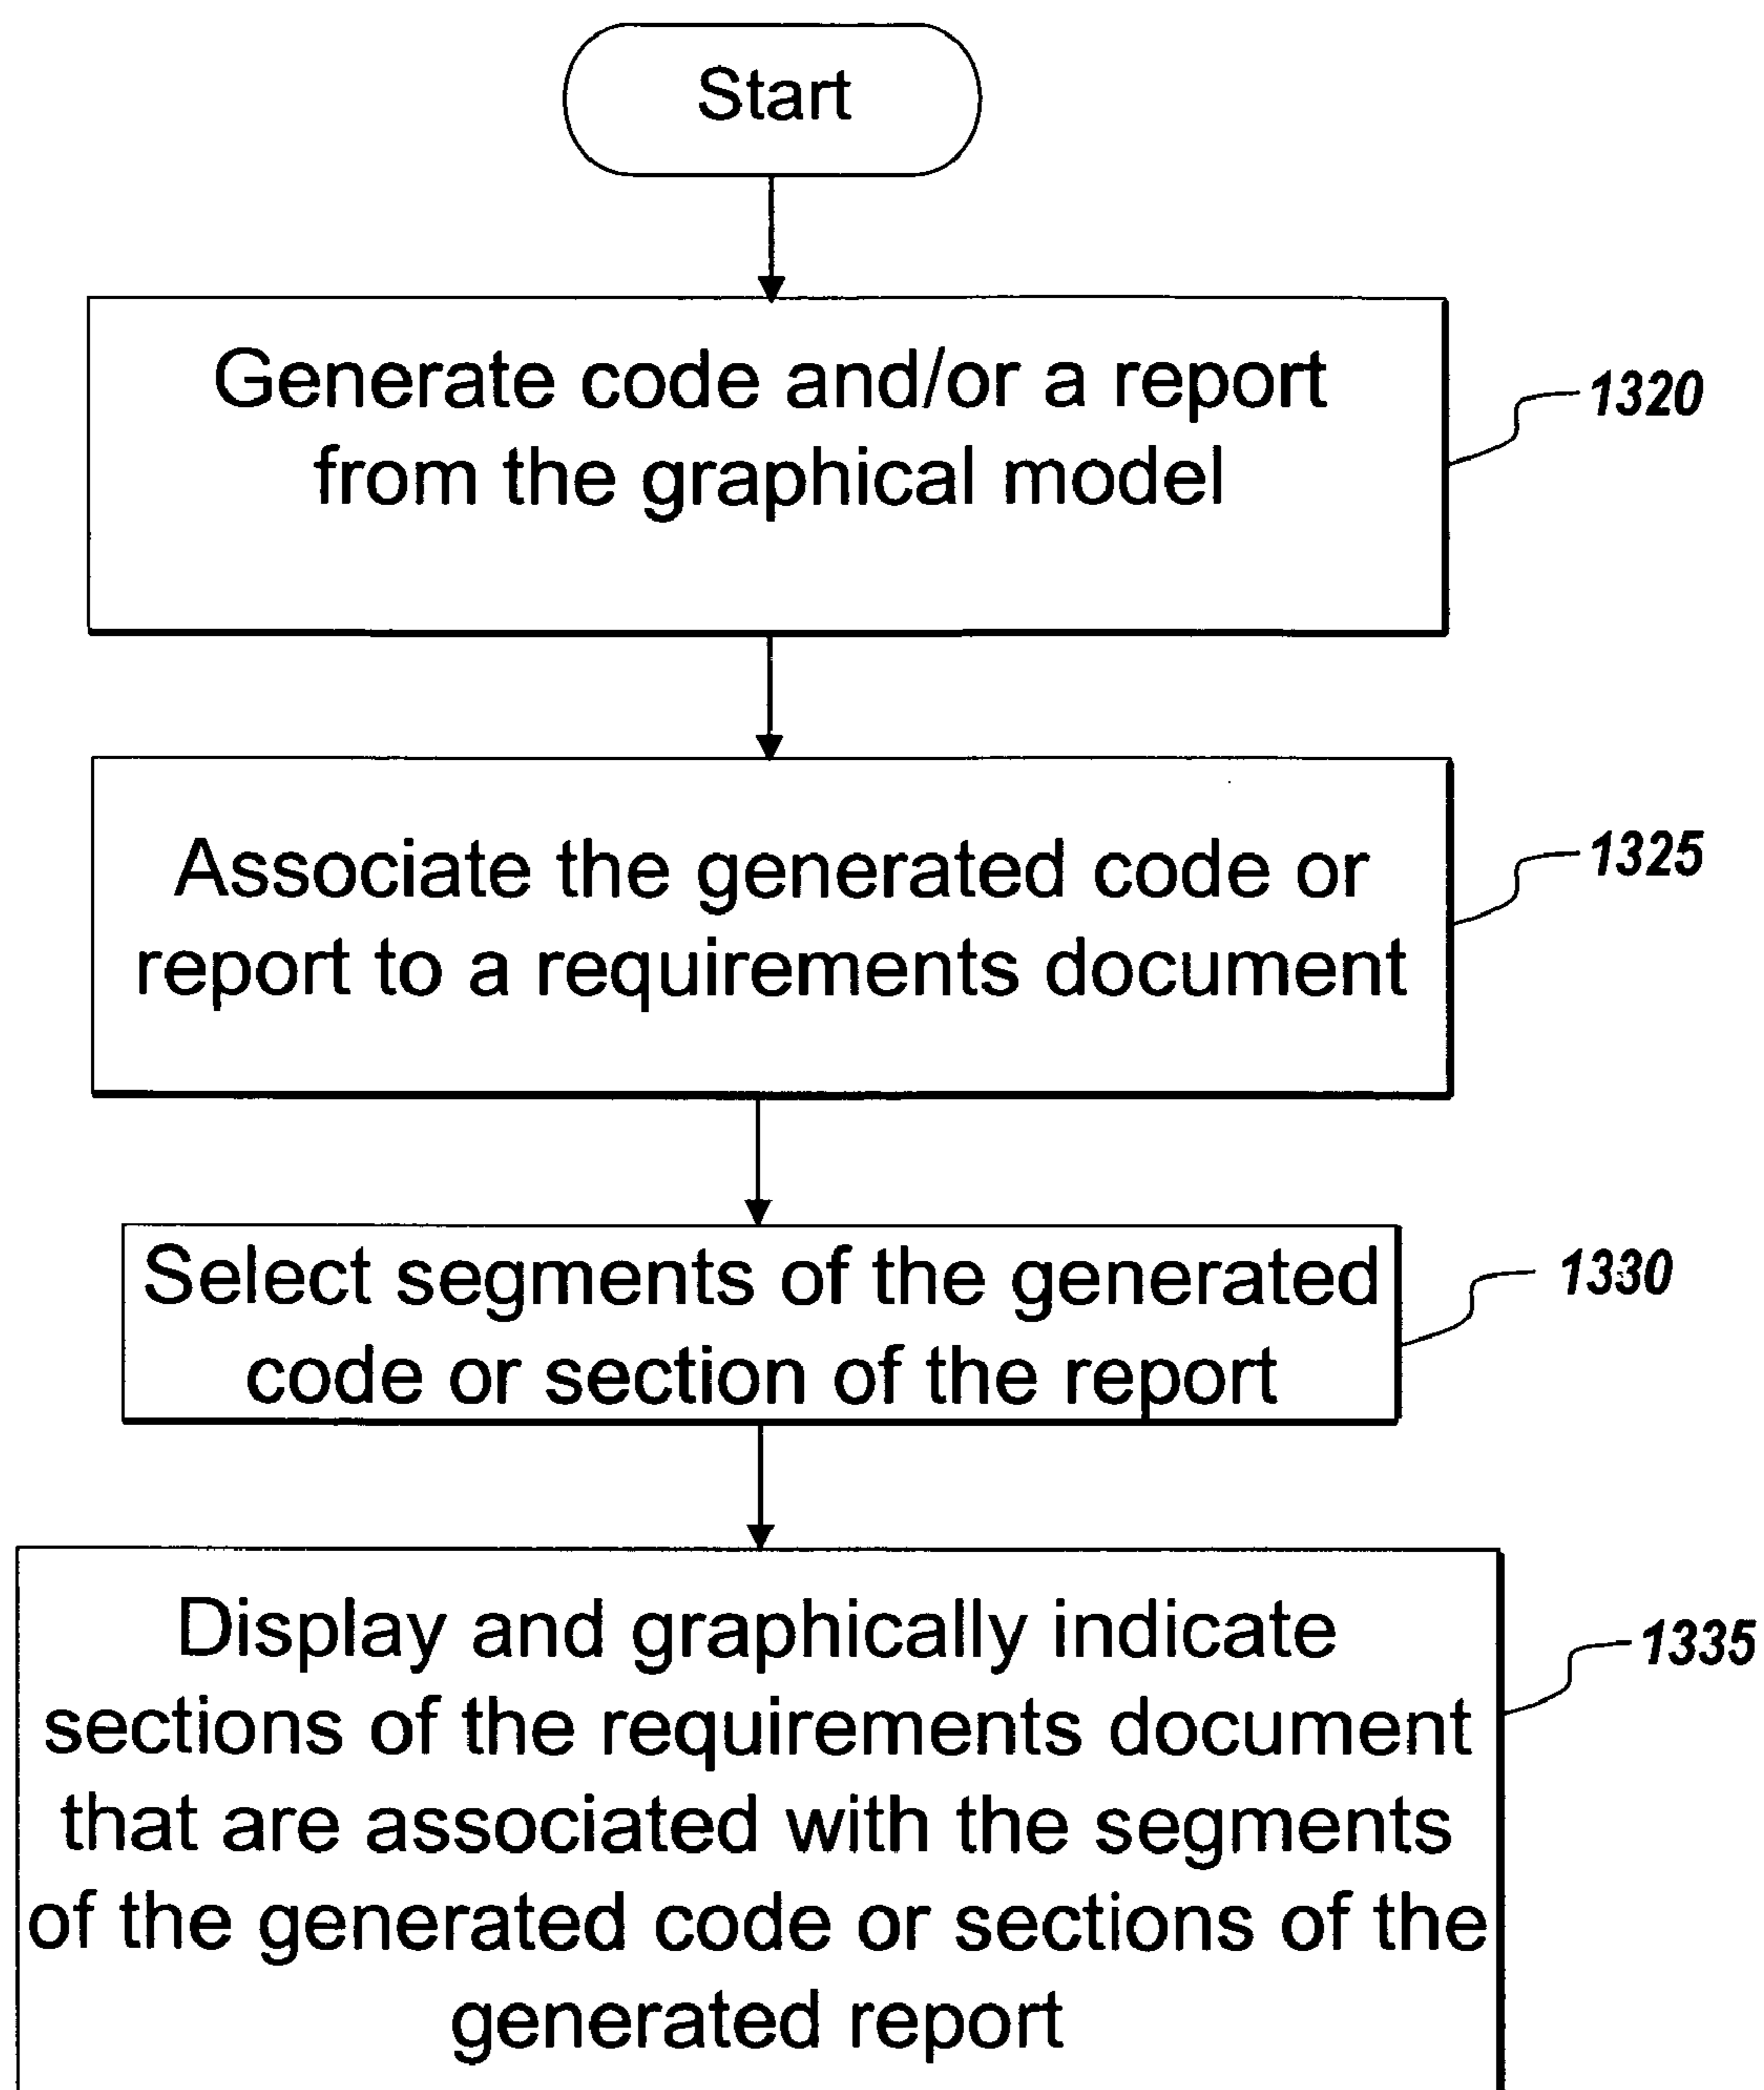 Start
Generate code and/or a report
from the graphical model
1320
Associate the generated code or
report to a requirements document
1325
Select segments of the generated
code or section of the report
1330
Display and graphically indicate
sections of the requirements document
that are associated with the segments
of the generated code or sections of the
generated report
1335